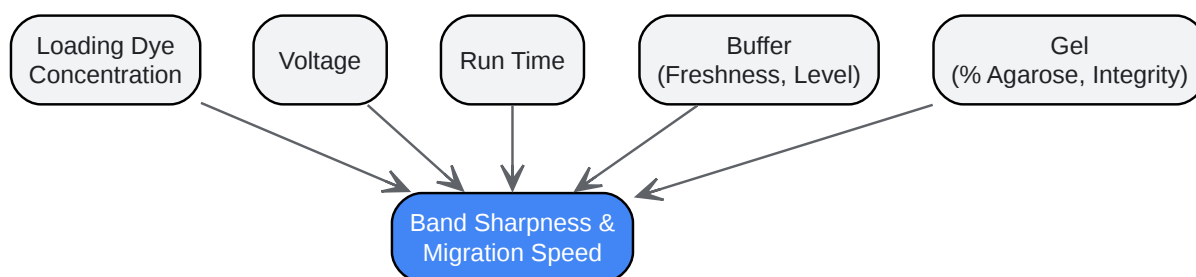 Loading Dye
Concentration
Voltage
Run Time
Buffer
(Freshness, Level)
Gel
(% Agarose, Integrity)
Band Sharpness &
Migration Speed